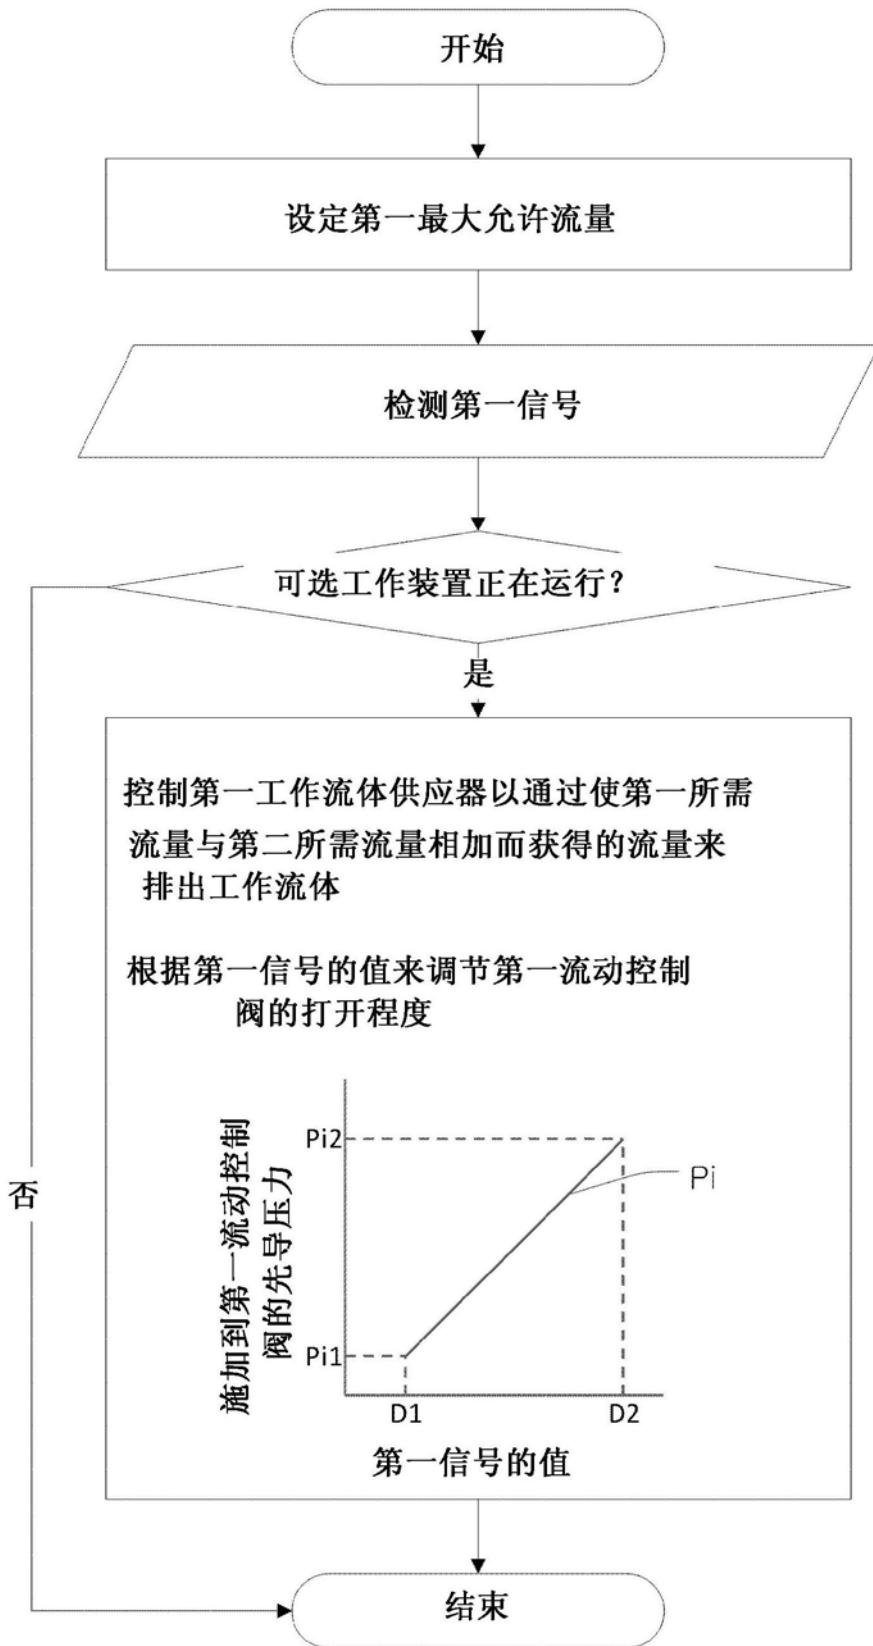 开始
设定第一最大允许流量
检测第一信号
可选工作装置正在运行?
是
控制第一工作流体供应器以通过使第一所需
流量与第二所需流量相加而获得的流量来
排出工作流体
根据第一信号的值来调节第一流动控制
阀的打开程度
施加到第一流动控制
阀的先导压力
Pi2
Pi
Pi1
D1
D2
第一信号的值
否
结束